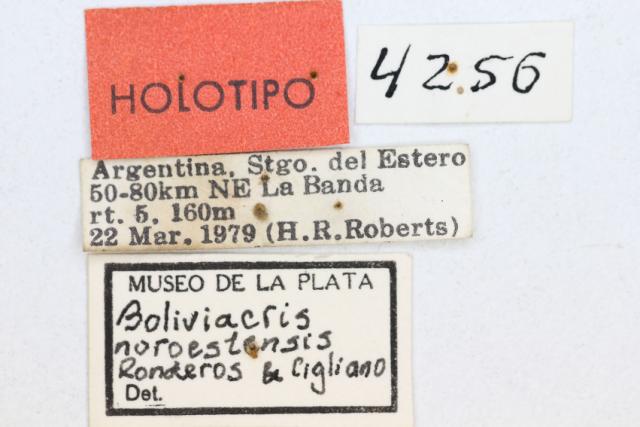 HOLOTIPO
4256
Argentina, Stgo. del Estero
50-80km NE La Banda
rt. 5, 160m
22 Mar. 1979 (H.R.Roberts)
MUSEO DE LA PLATA
Boliviacris
noroestensis
Ronderos & Cigliano
Det.